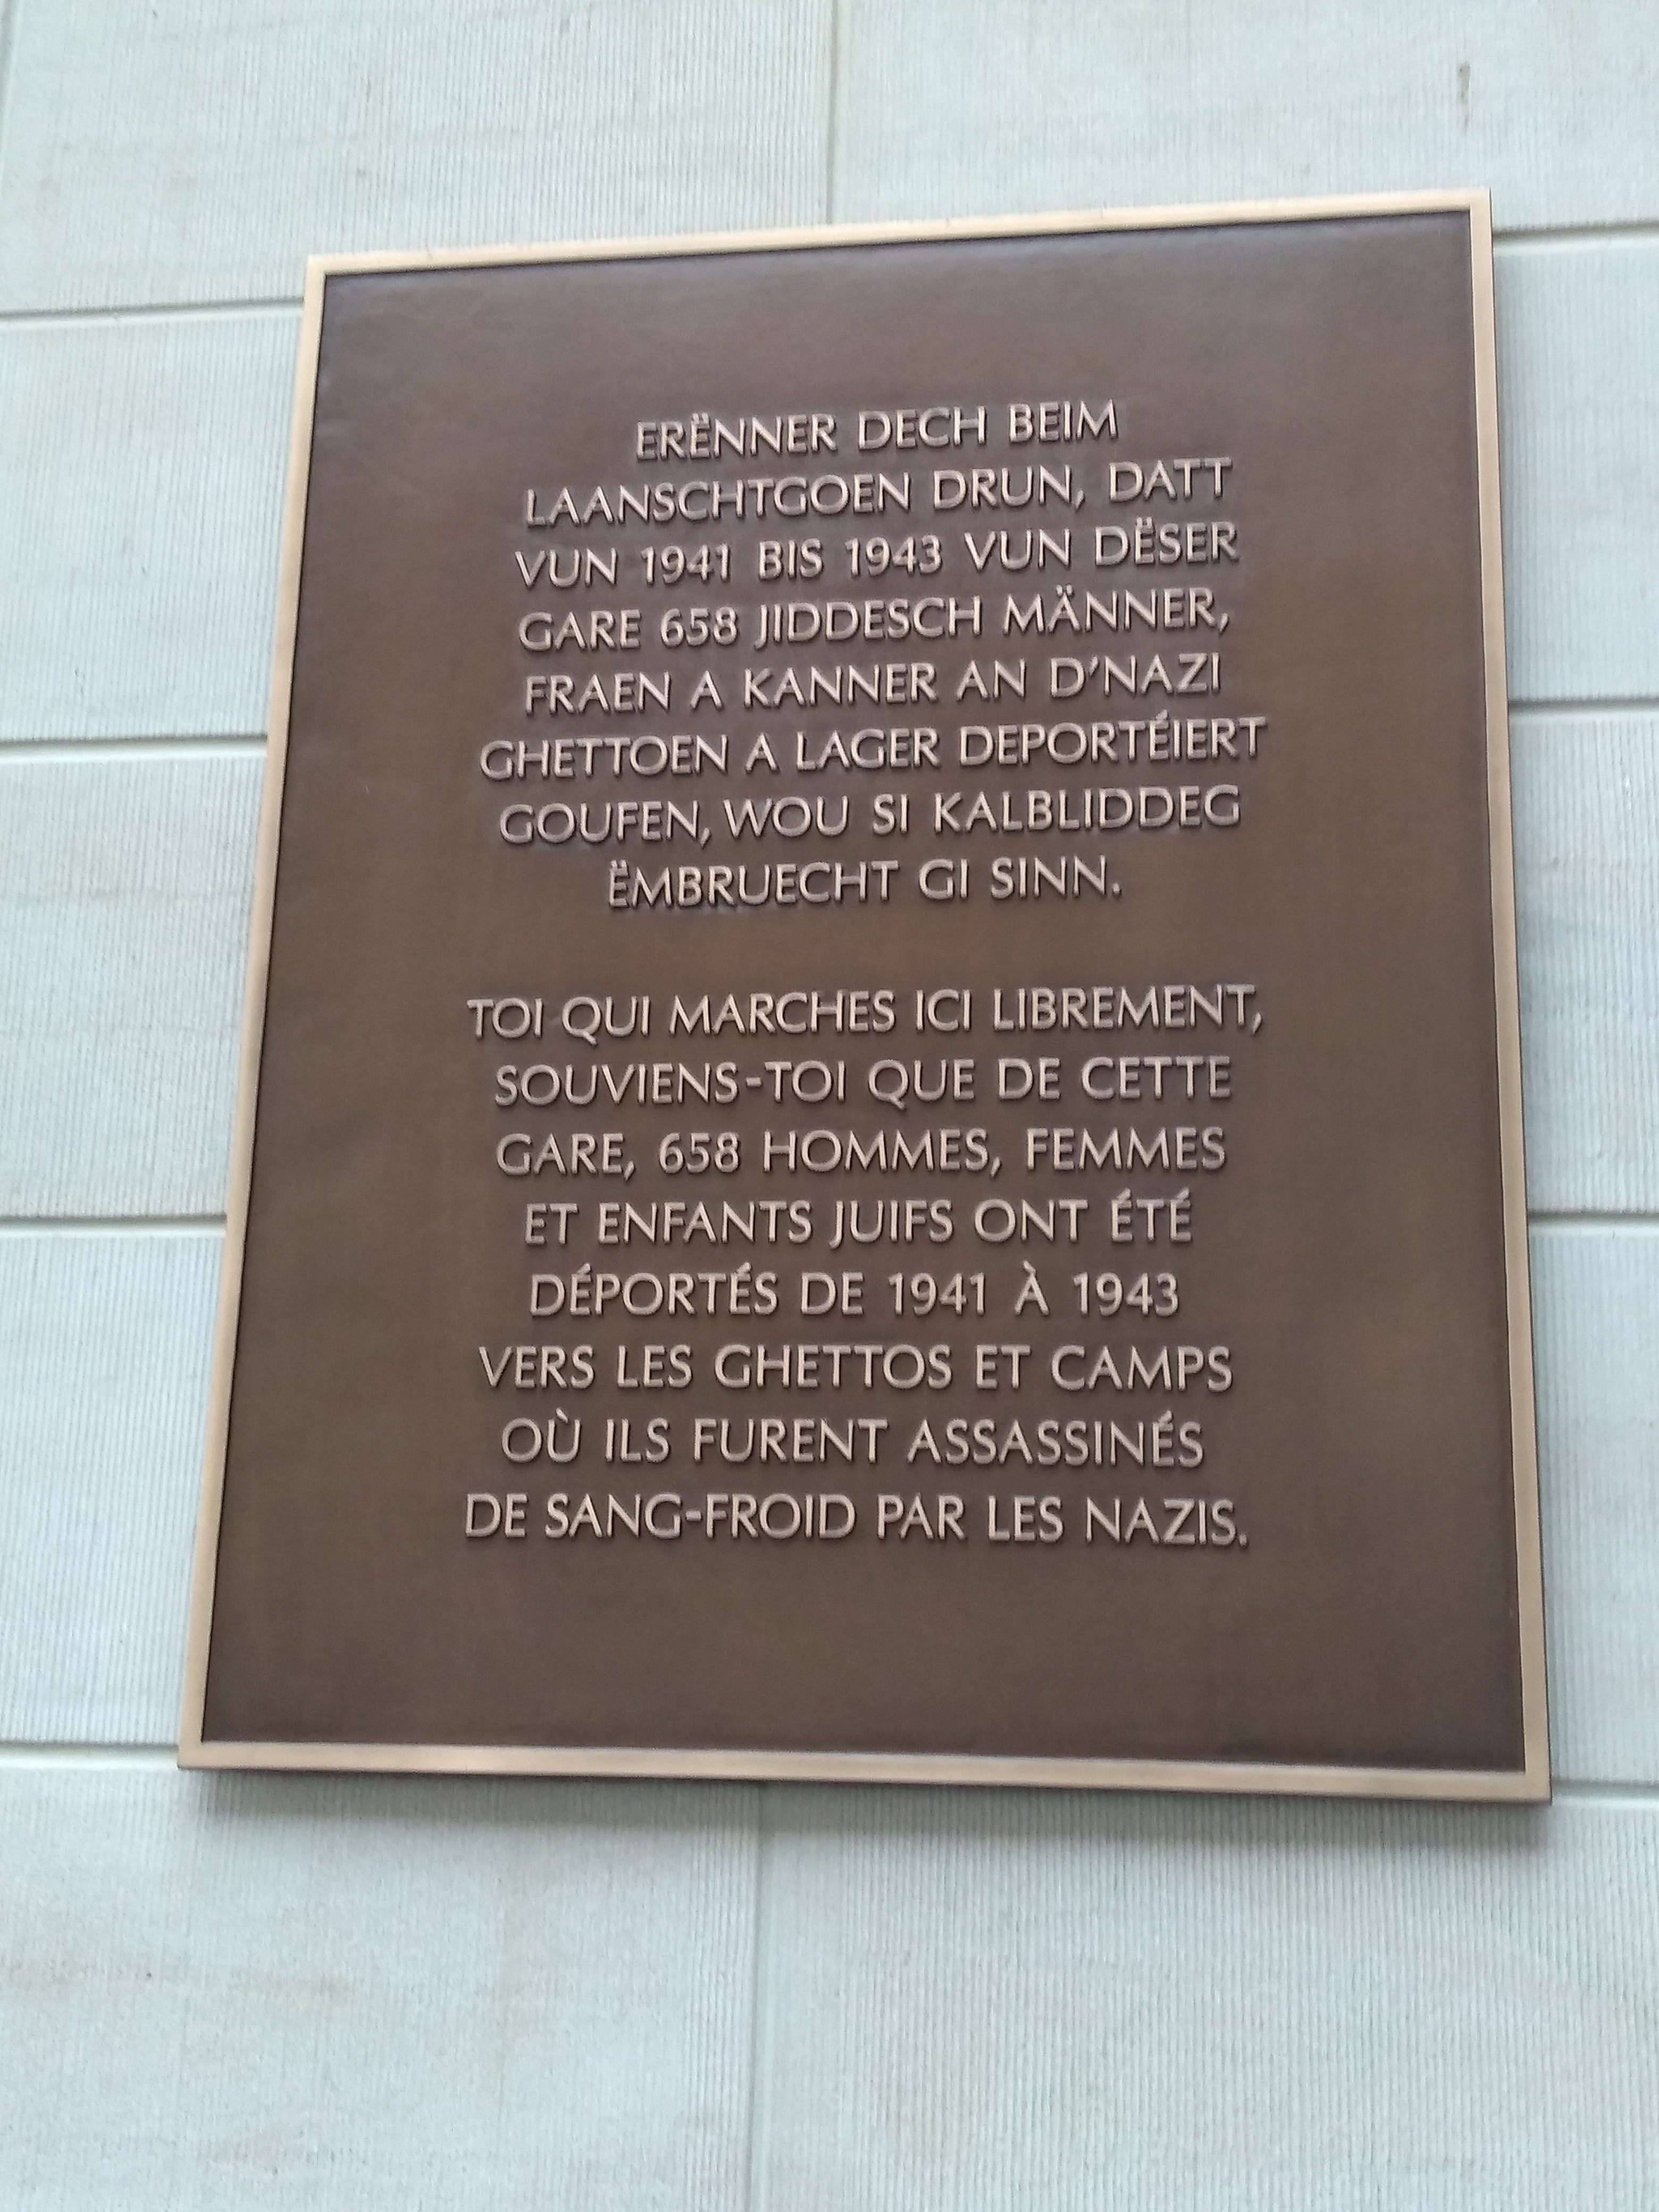 ERËNNER DECH BEIM
LAANSCHTGOEN DRUN, DATT
VUN 1941 BIS 1943 VUN DËSER
GARE 658 JIDDESCH MÄNNER,
FRAEN A KANNER AN D'NAZI
GHETTOEN A LAGER DEPORTÉIERT
GOUFEN, WOU SI KALBLIDDEG
ËMBRUECHT GI SINN.
TOI QUI MARCHES ICI LIBREMENT,
SOUVIENS-TOI QUE DE CETTE
GARE, 658 HOMMES, FEMMES
ET ENFANTS JUIFS ONT ÉTÉ
DÉPORTÉS DE 1941 À 1943
VERS LES GHETTOS ET CAMPS
OÙ ILS FURENT ASSASSINÉS
DE SANG-FROID PAR LES NAZIS.